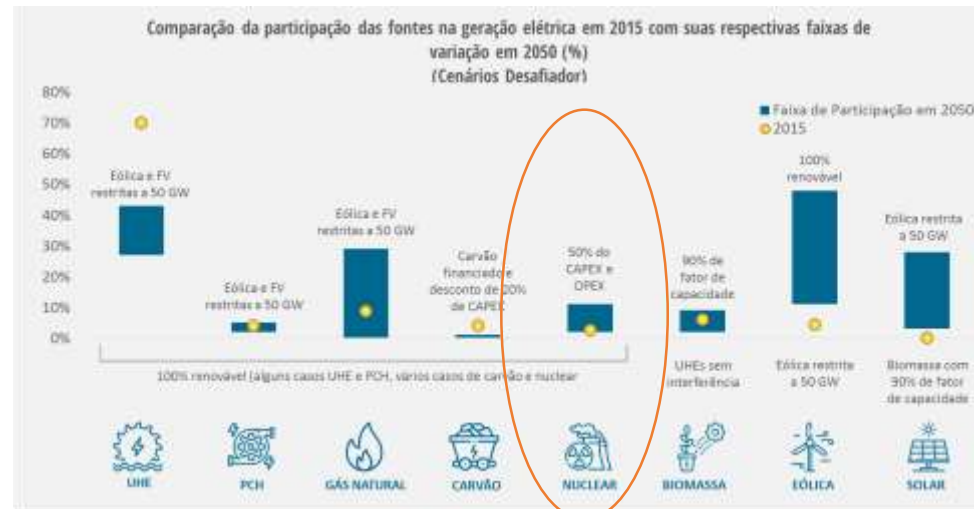 Comparação da participação das fontes na geração elétrica em 2015 com suas respectivas faixas de
variação em 2050 (%)
(Cenários Desafiador)
80%
70%
60%
50%
40%
30%
20%
10%
0%
Faixa de Participação em 2050
2015
Eólica e FV
restritas a 50 GW
Eólica e FV
restritas a 50 GW
Eólica e FV
restritas a 50 GW
Carvão
financiado e
desconto de 20%
de CAPEX
50% do
CAPEX e
OPEX
90% de
fator de
capacidade
100%
renovável
Eólica restrita
a 50 GW
100% renovável (alguns casos UHE e PCH, vários casos de carvão e nuclear
UHEs sem
interferência
Eólica restrita
a 50 GW
Biomassa com
90% de fator
de capacidade
UHE
PCH
GÁS NATURAL
CARVÃO
NUCLEAR
BIOMASSA
EÓLICA
SOLAR